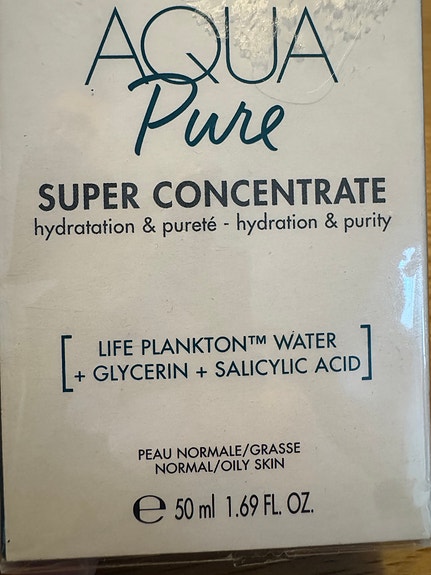 AQUA
Pure
SUPER CONCENTRATE
hydratation & pureté - hydration & purity
[LIFE PLANKTON™ WATER
+ GLYCERIN + SALICYLIC ACID]
PEAU NORMALE/GRASSE
NORMAL/OILY SKIN
℮ 50 ml 1.69 FL. OZ.